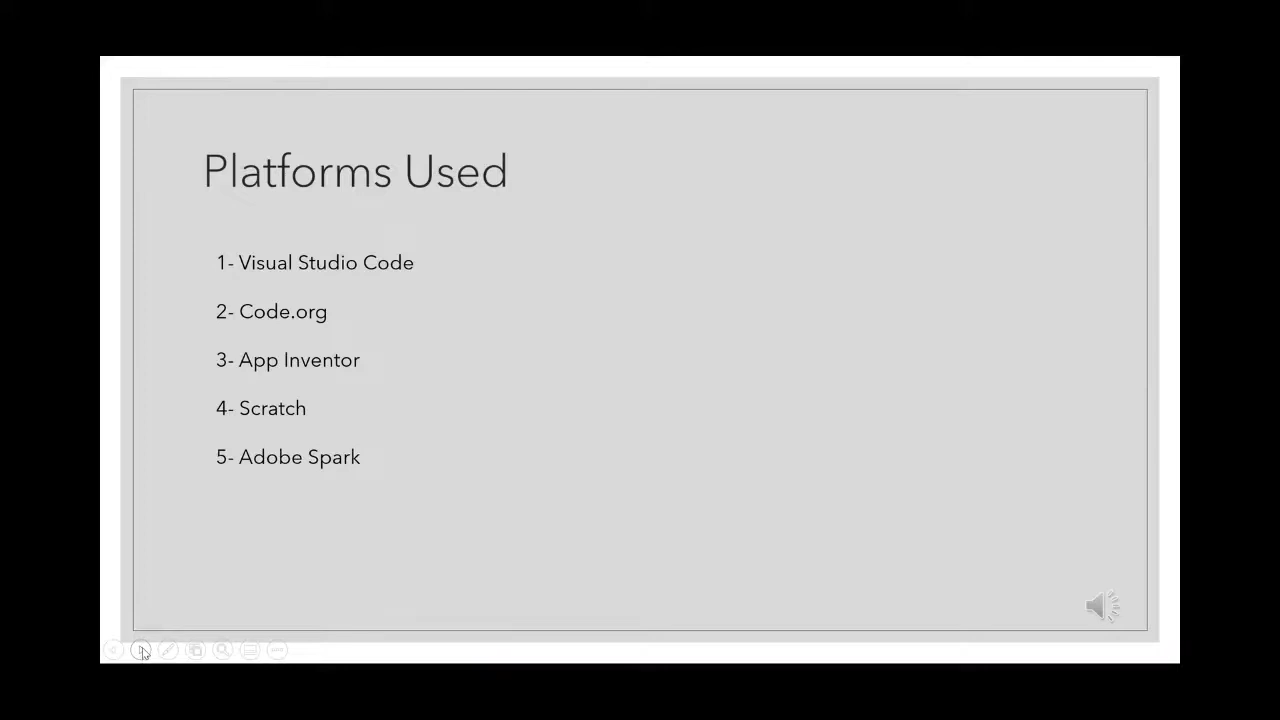 Platforms Used
1- Visual Studio Code
2- Code.org
3- App Inventor
4- Scratch
5- Adobe Spark